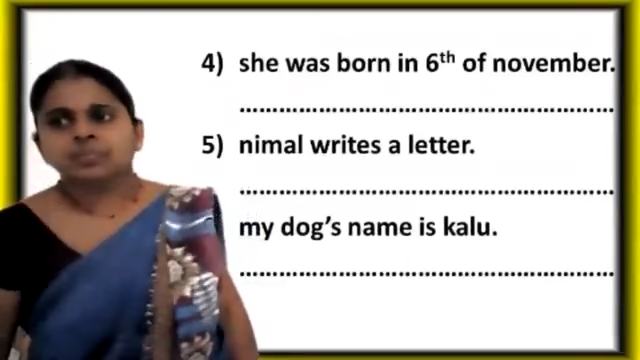 4) she was born in 6th of november.
5) nimal writes a letter.
my dog's name is kalu.